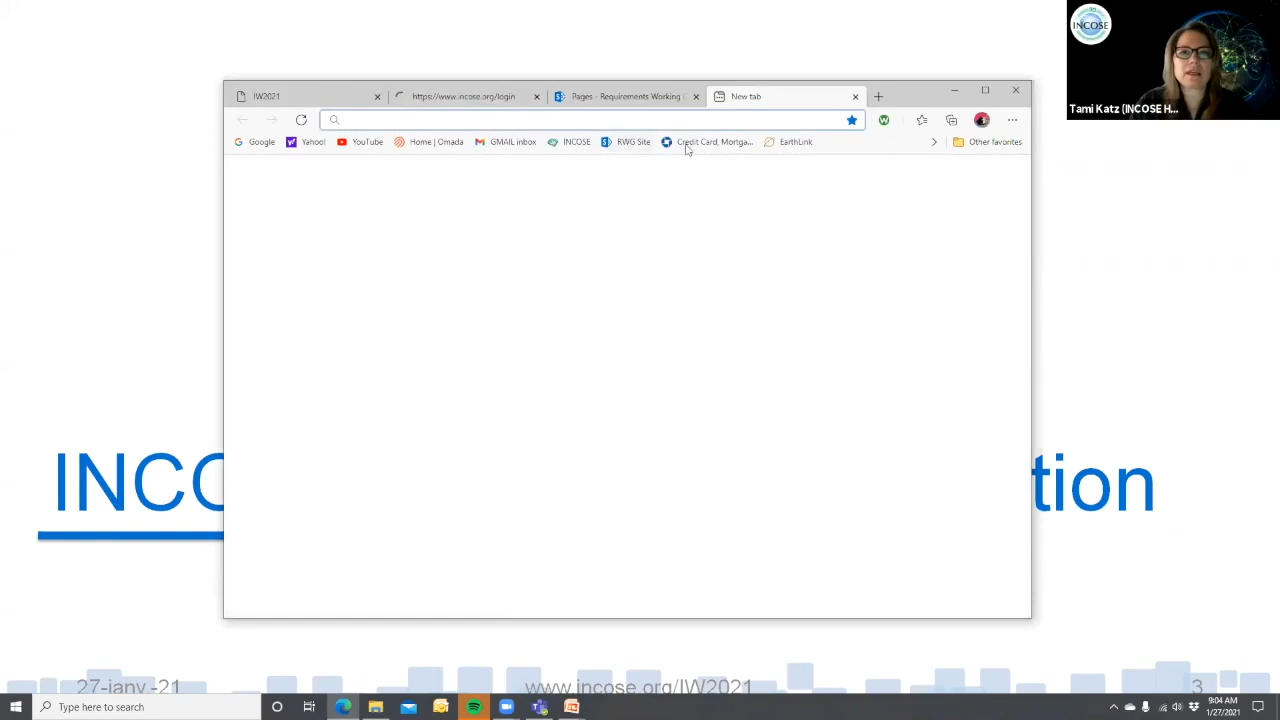 INCOSE
Tami Katz (INCOSE H...
IW2021
https://www.incose.org/login
Pages - Requirements Working
New tab
Google
Yahoo!
YouTube
Home | Omada
GMAIL inbox
INCOSE
RWG Site
Credit Card, Mortga...
EarthLink
Other favorites
INCO
tion
27-janv.-21
www.incose.org/IW2021
3
Type here to search
9:04 AM
1/27/2021